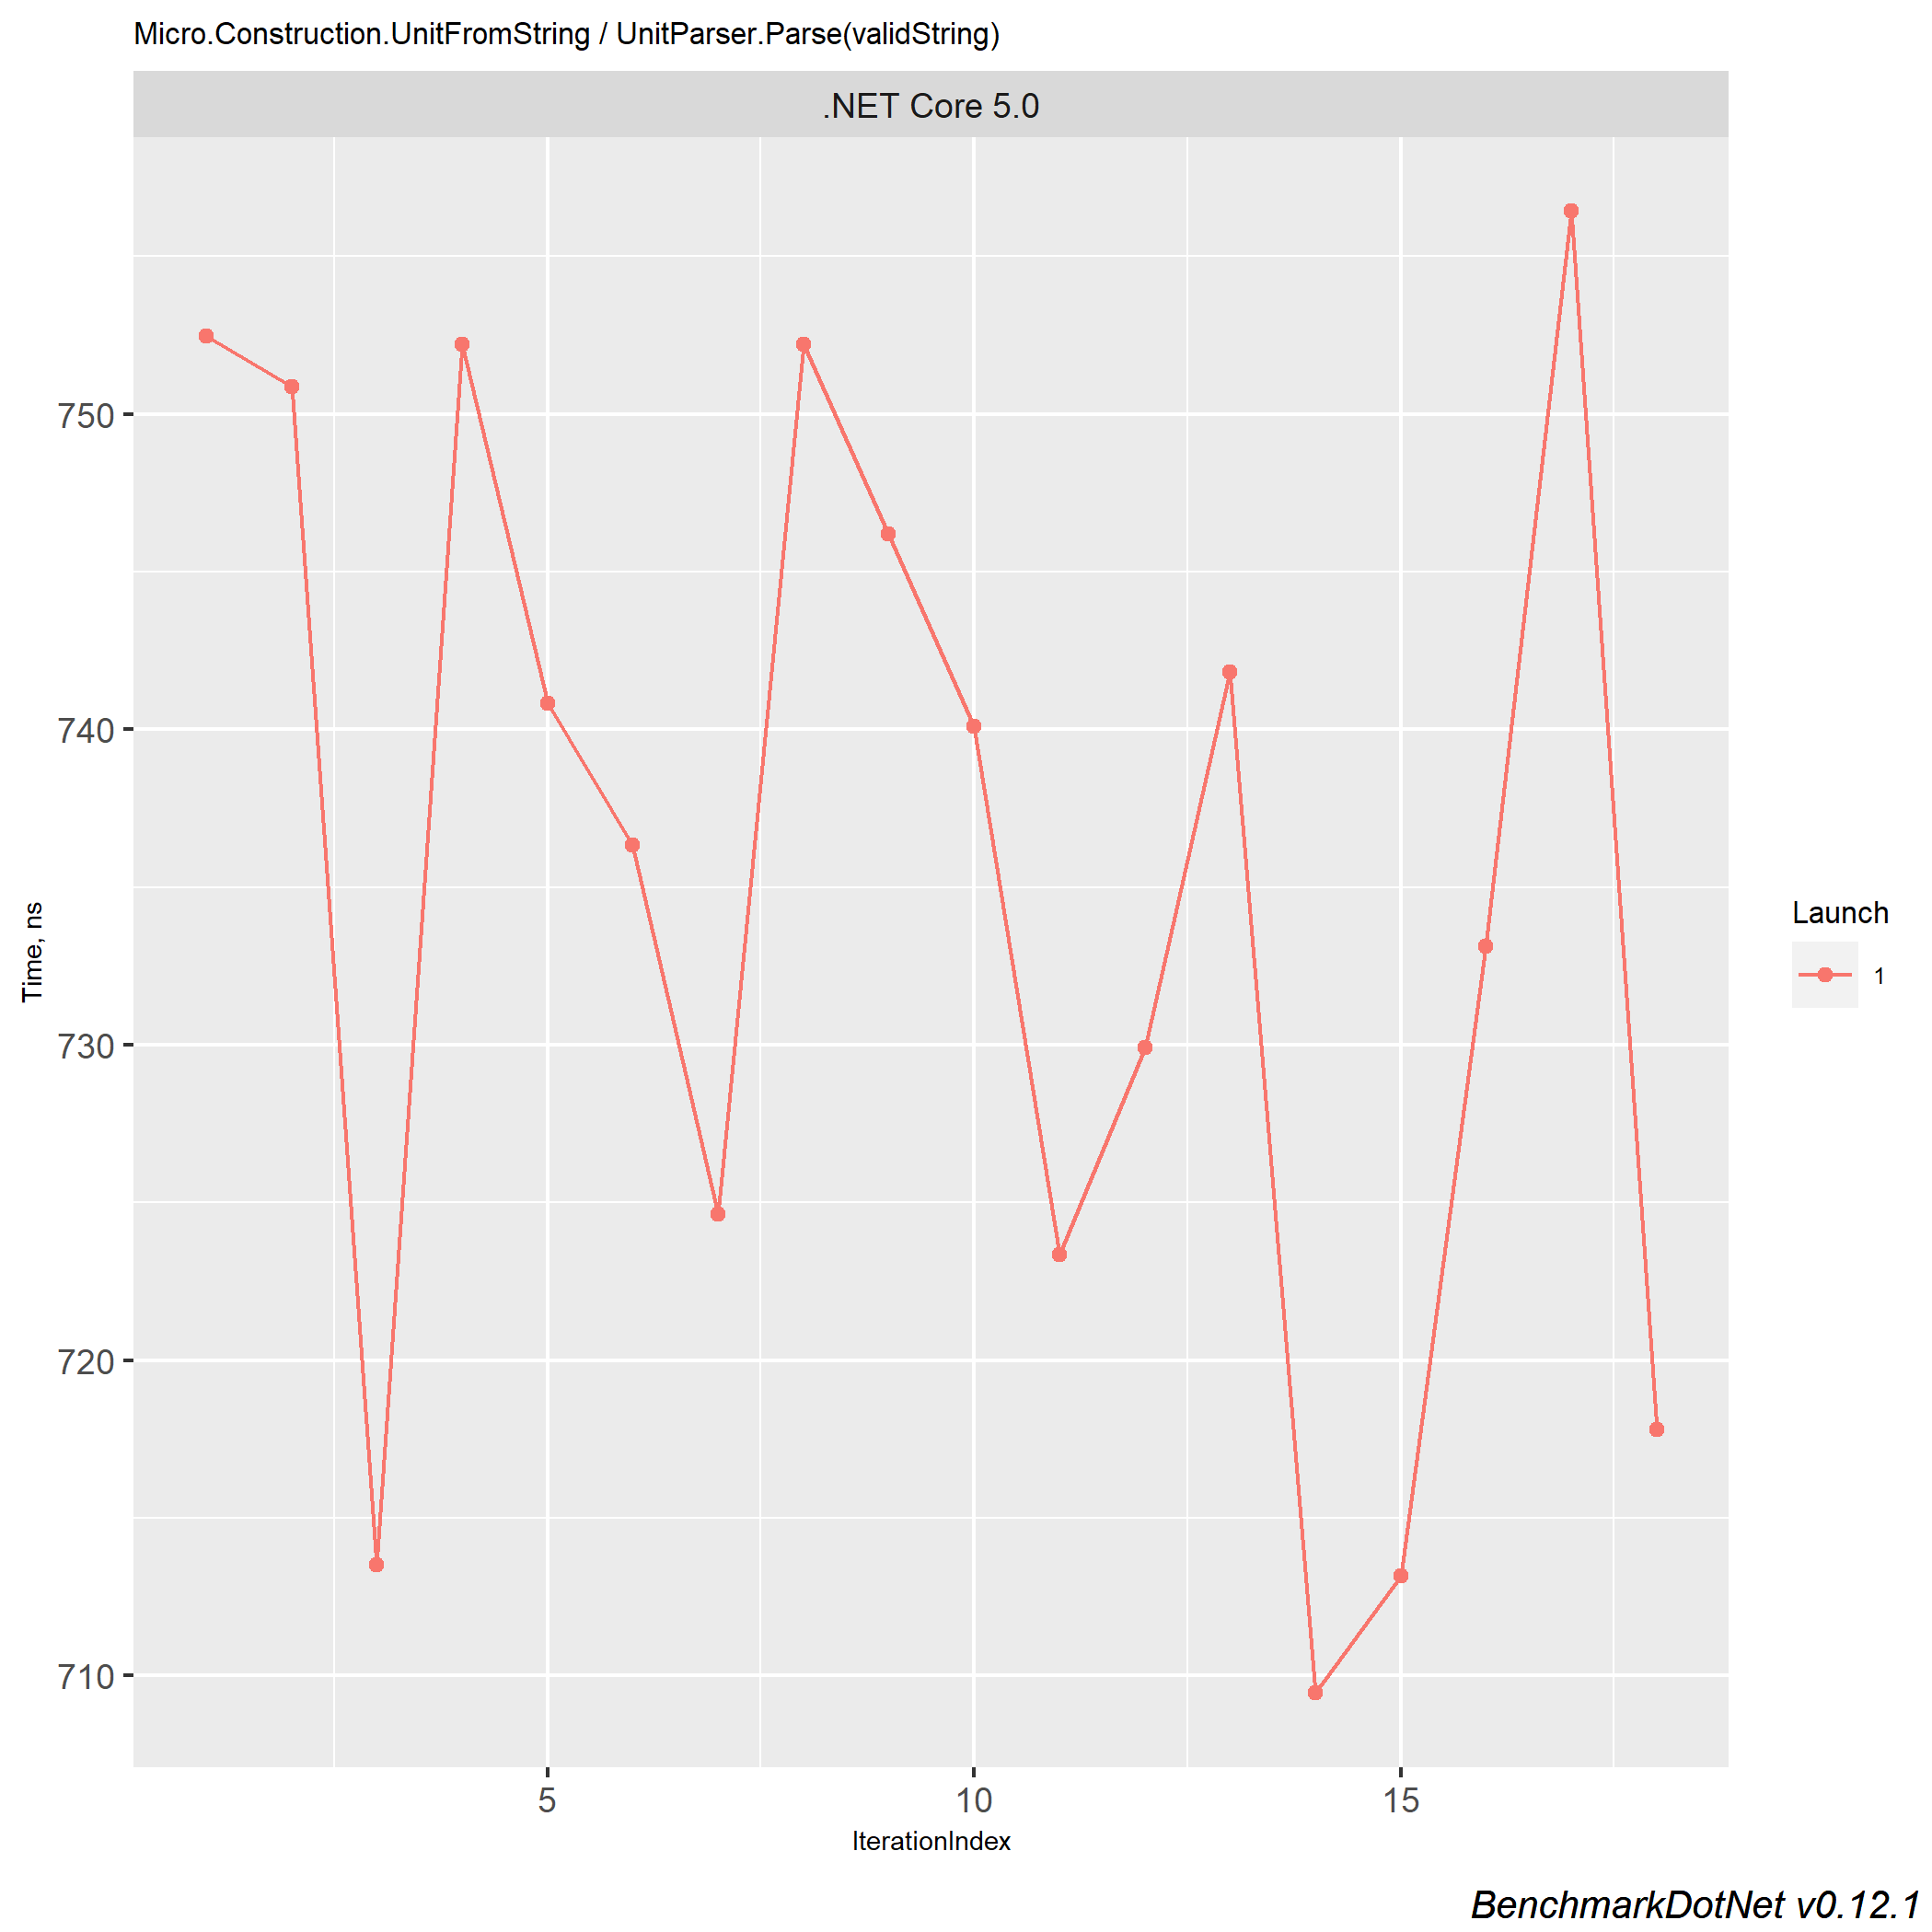 Micro.Construction.UnitFromString / UnitParser.Parse(validString)
.NET Core 5.0
750
740
730
720
710
Time, ns
5 10 15
IterationIndex
Launch
1
BenchmarkDotNet v0.12.1